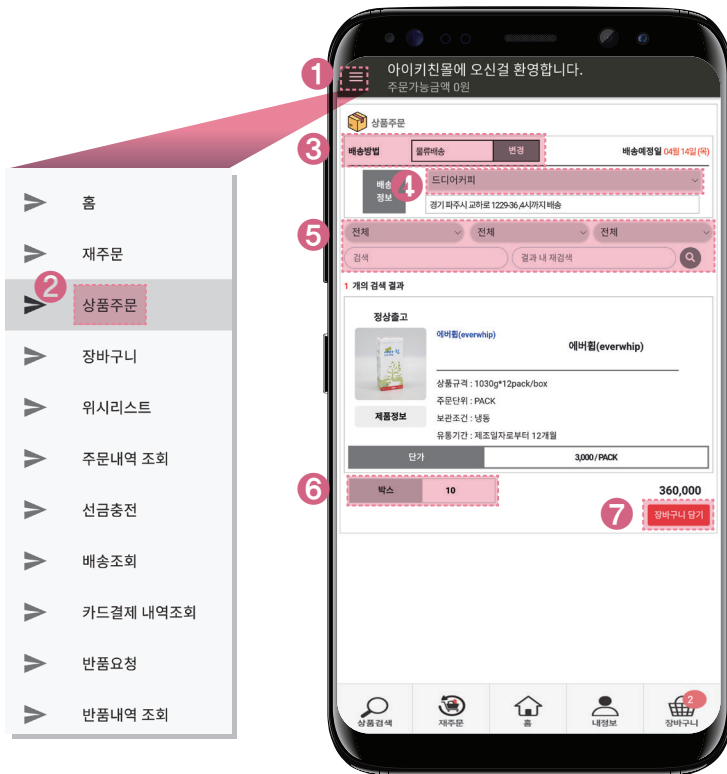 1
아이키친몰에 오신걸 환영합니다.
주문가능금액 0원
상품주문
3
배송방법 물류배송 변경 배송예정일 04월 14일 (목)
배송
정보
4
드디어커피
경기 파주시 교하로 1229-36 ,4시까지 배송
5
전체 전체 전체
검색 결과 내 재검색
1 개의 검색 결과
정상출고
에버휩(everwhip)
에버휩(everwhip)
상품규격 : 1030g*12pack/box
주문단위 : PACK
제품정보
보관조건 : 냉동
유통기간 : 제조일자로부터 12개월
단가 3,000 / PACK
6
박스 10 360,000
7
장바구니 담기
상품검색 재주문 홈 내정보 2 장바구니
홈
재주문
2
상품주문
장바구니
위시리스트
주문내역 조회
선금충전
배송조회
카드결제 내역조회
반품요청
반품내역 조회